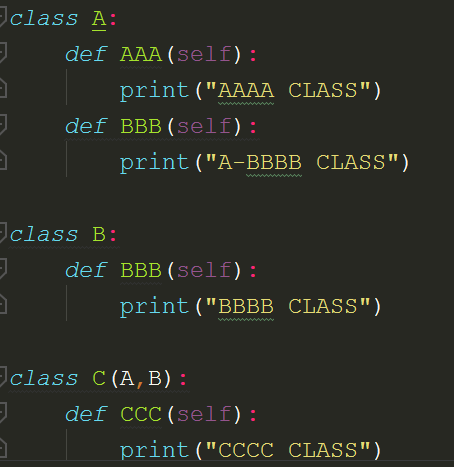 class A:
    def AAA(self):
        print("AAAA CLASS")
    def BBB(self):
        print("A-BBBB CLASS")
class B:
    def BBB(self):
        print("BBBB CLASS")
class C(A,B):
    def CCC(self):
        print("CCCC CLASS")